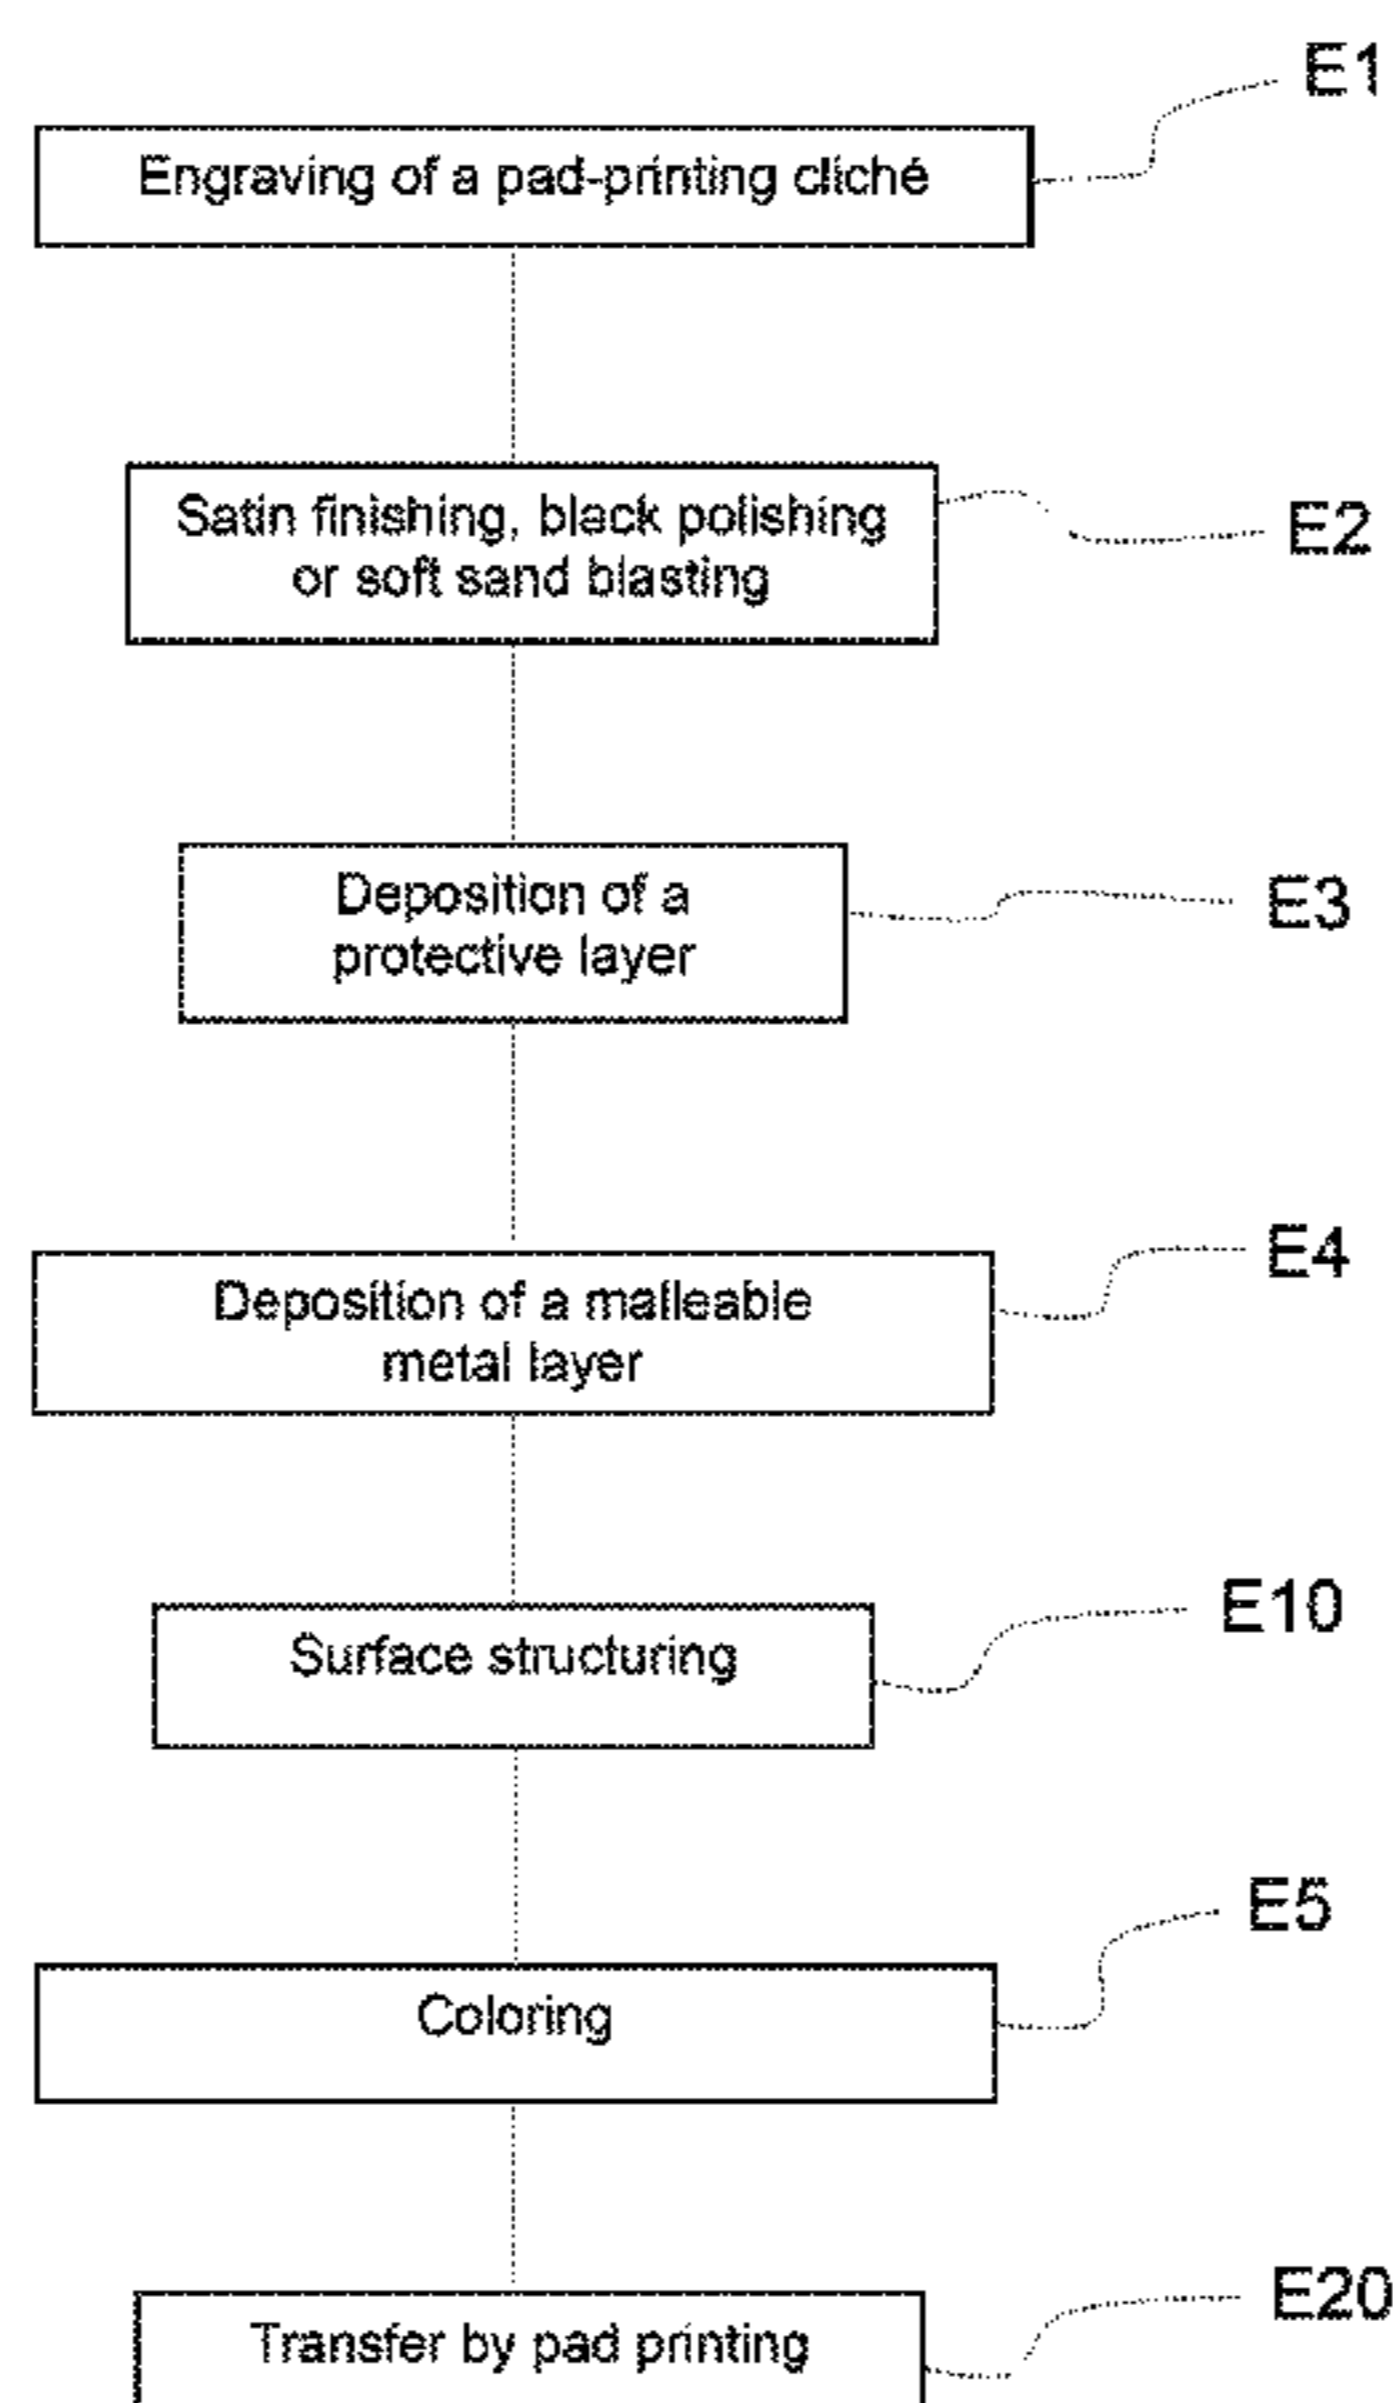 E1
Engraving of a pad-printing cliché
Satin finishing, black polishing
or soft sand blasting
E2
Deposition of a
protective layer
E3
E4
Deposition of a malleable
metal layer
E10
Surface structuring
E5
Coloring
E20
Transfer by pad printing